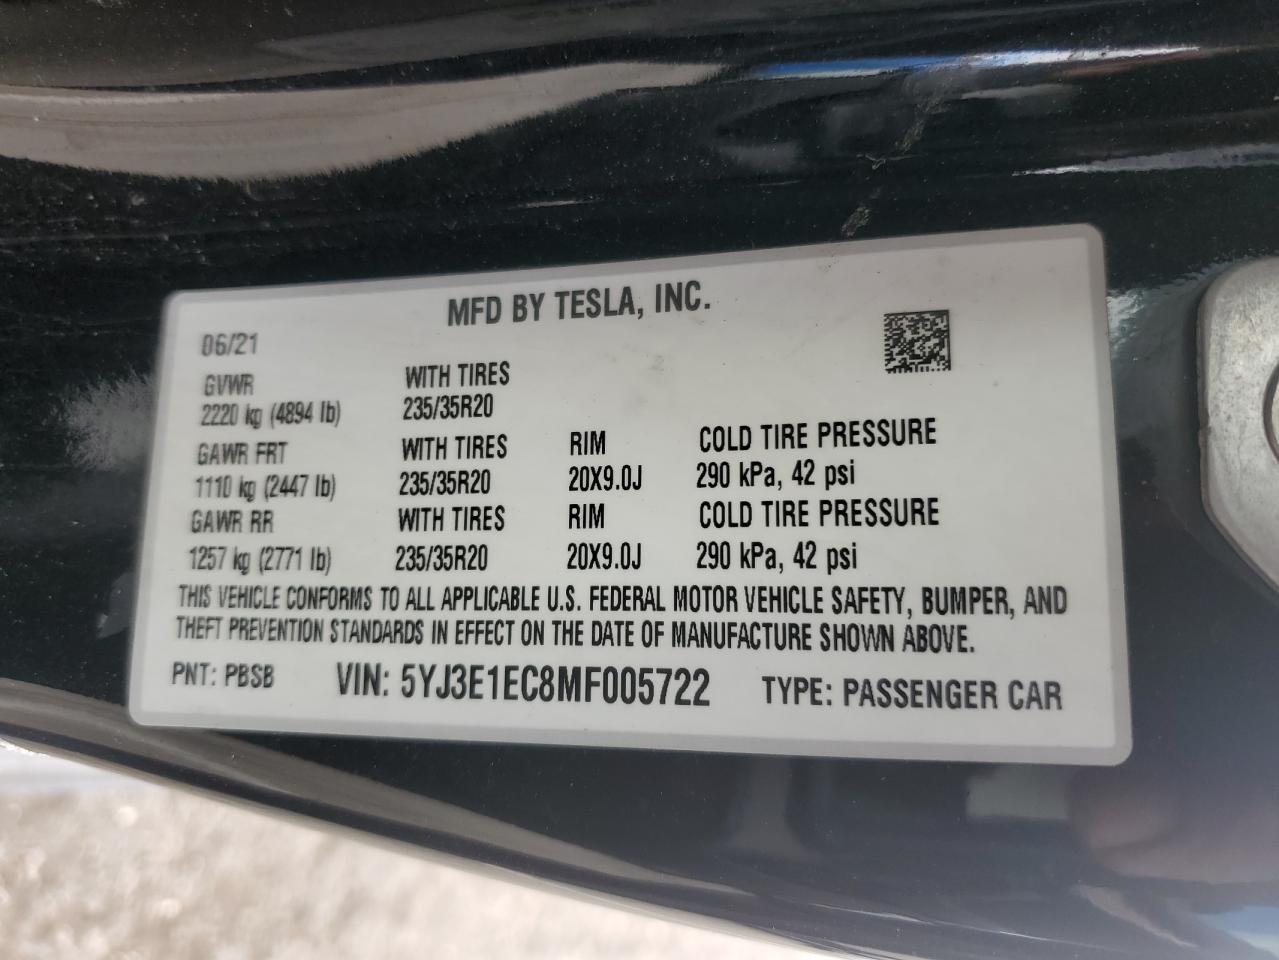 MFD BY TESLA, INC.
06/21
GVWR WITH TIRES
2220 kg (4894 lb) 235/35R20
GAWR FRT WITH TIRES RIM COLD TIRE PRESSURE
1110 kg (2447 lb) 235/35R20 20X9.0J 290 kPa, 42 psi
GAWR RR WITH TIRES RIM COLD TIRE PRESSURE
1257 kg (2771 lb) 235/35R20 20X9.0J 290 kPa, 42 psi
THIS VEHICLE CONFORMS TO ALL APPLICABLE U.S. FEDERAL MOTOR VEHICLE SAFETY, BUMPER, AND
THEFT PREVENTION STANDARDS IN EFFECT ON THE DATE OF MANUFACTURE SHOWN ABOVE.
PNT: PBSB VIN: 5YJ3E1EC8MF005722 TYPE: PASSENGER CAR